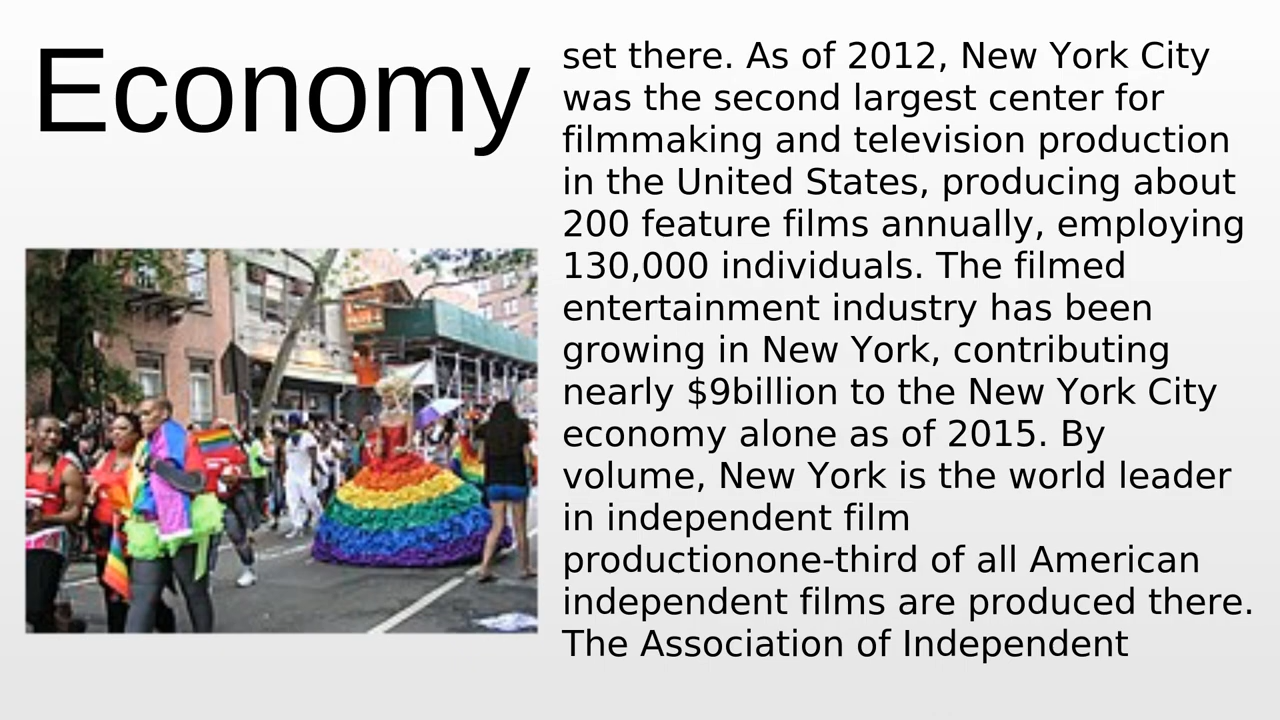 Economy
set there. As of 2012, New York City
was the second largest center for
filmmaking and television production
in the United States, producing about
200 feature films annually, employing
130,000 individuals. The filmed
entertainment industry has been
growing in New York, contributing
nearly $9billion to the New York City
economy alone as of 2015. By
volume, New York is the world leader
in independent film
productionone-third of all American
independent films are produced there.
The Association of Independent